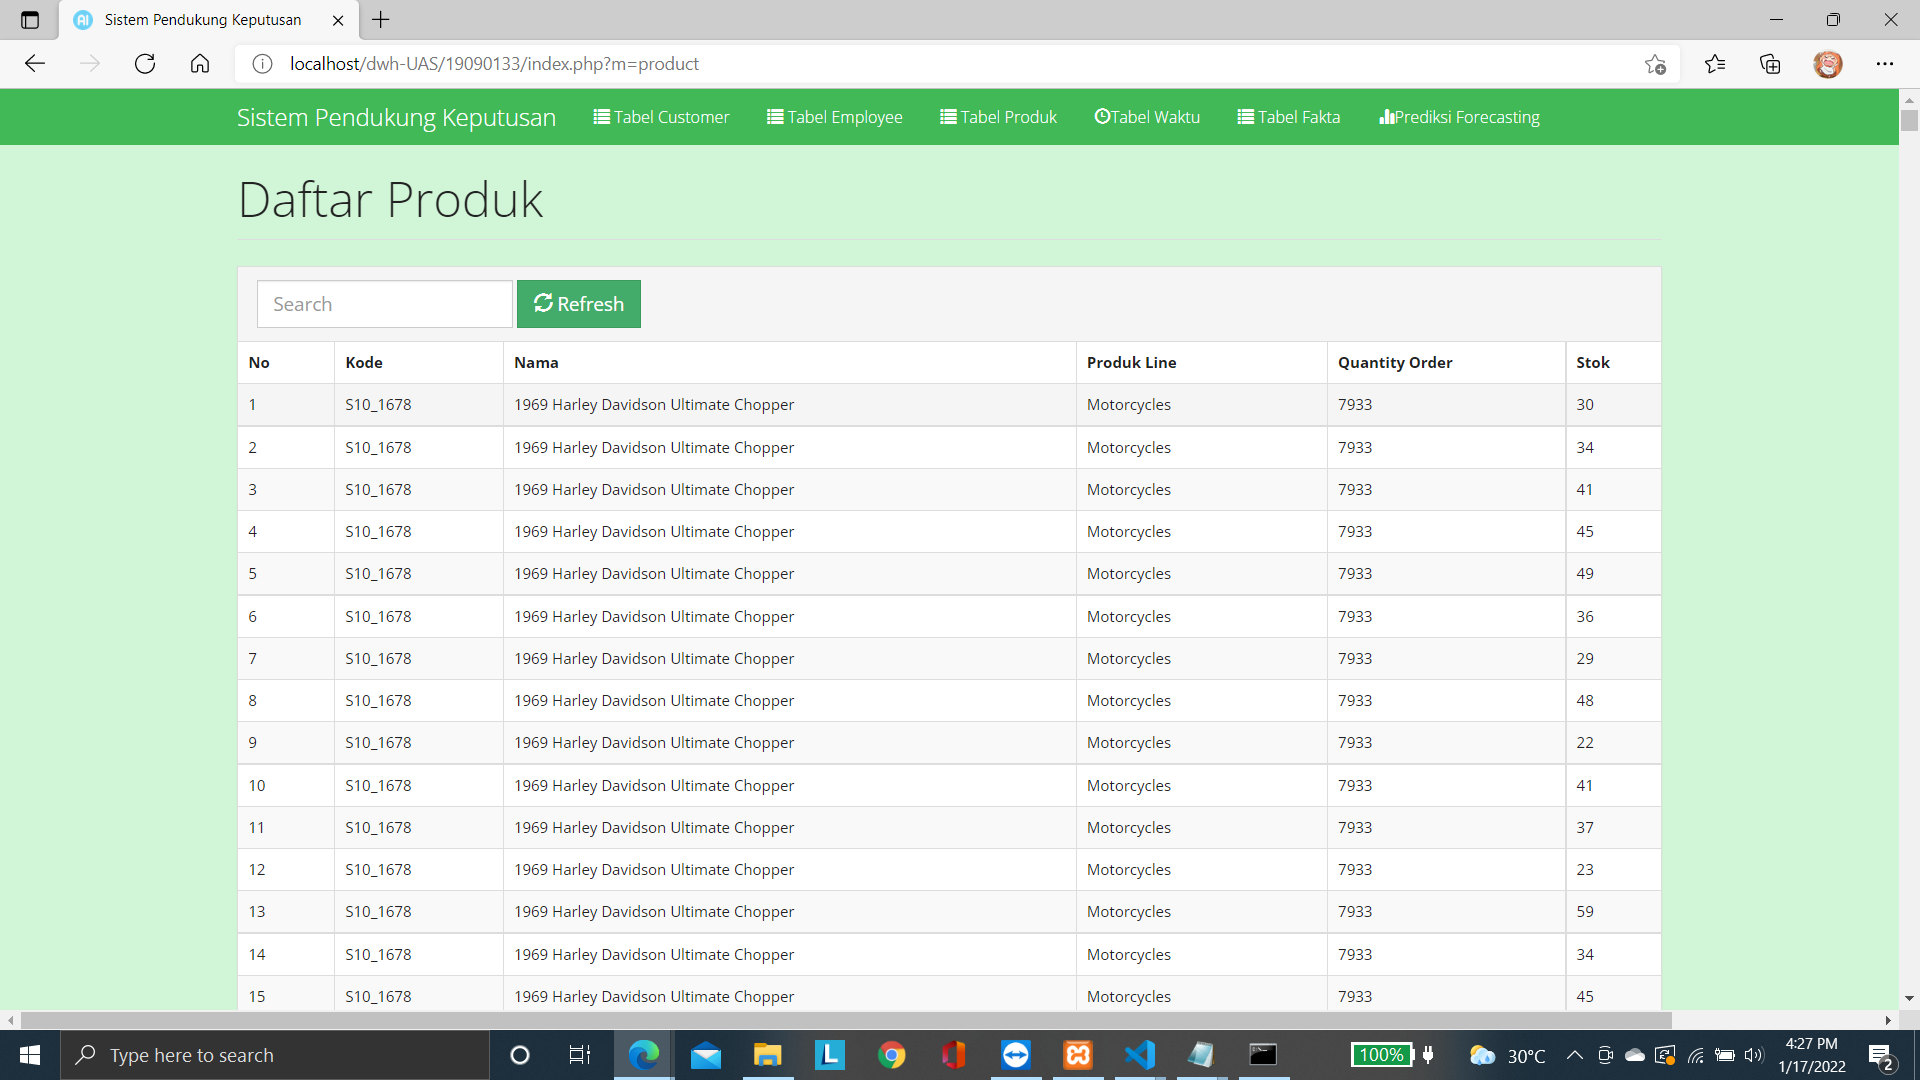 Sistem Pendukung Keputusan
localhost/dwh-UAS/19090133/index.php?m=product
Sistem Pendukung Keputusan Tabel Customer Tabel Employee Tabel Produk Tabel Waktu Tabel Fakta Prediksi Forecasting
Daftar Produk
Search Refresh
No Kode Nama Produk Line Quantity Order Stok
1 S10_1678 1969 Harley Davidson Ultimate Chopper Motorcycles 7933 30
2 S10_1678 1969 Harley Davidson Ultimate Chopper Motorcycles 7933 34
3 S10_1678 1969 Harley Davidson Ultimate Chopper Motorcycles 7933 41
4 S10_1678 1969 Harley Davidson Ultimate Chopper Motorcycles 7933 45
5 S10_1678 1969 Harley Davidson Ultimate Chopper Motorcycles 7933 49
6 S10_1678 1969 Harley Davidson Ultimate Chopper Motorcycles 7933 36
7 S10_1678 1969 Harley Davidson Ultimate Chopper Motorcycles 7933 29
8 S10_1678 1969 Harley Davidson Ultimate Chopper Motorcycles 7933 48
9 S10_1678 1969 Harley Davidson Ultimate Chopper Motorcycles 7933 22
10 S10_1678 1969 Harley Davidson Ultimate Chopper Motorcycles 7933 41
11 S10_1678 1969 Harley Davidson Ultimate Chopper Motorcycles 7933 37
12 S10_1678 1969 Harley Davidson Ultimate Chopper Motorcycles 7933 23
13 S10_1678 1969 Harley Davidson Ultimate Chopper Motorcycles 7933 59
14 S10_1678 1969 Harley Davidson Ultimate Chopper Motorcycles 7933 34
15 S10_1678 1969 Harley Davidson Ultimate Chopper Motorcycles 7933 45
Type here to search 100% 30°C 4:27 PM
1/17/2022 2